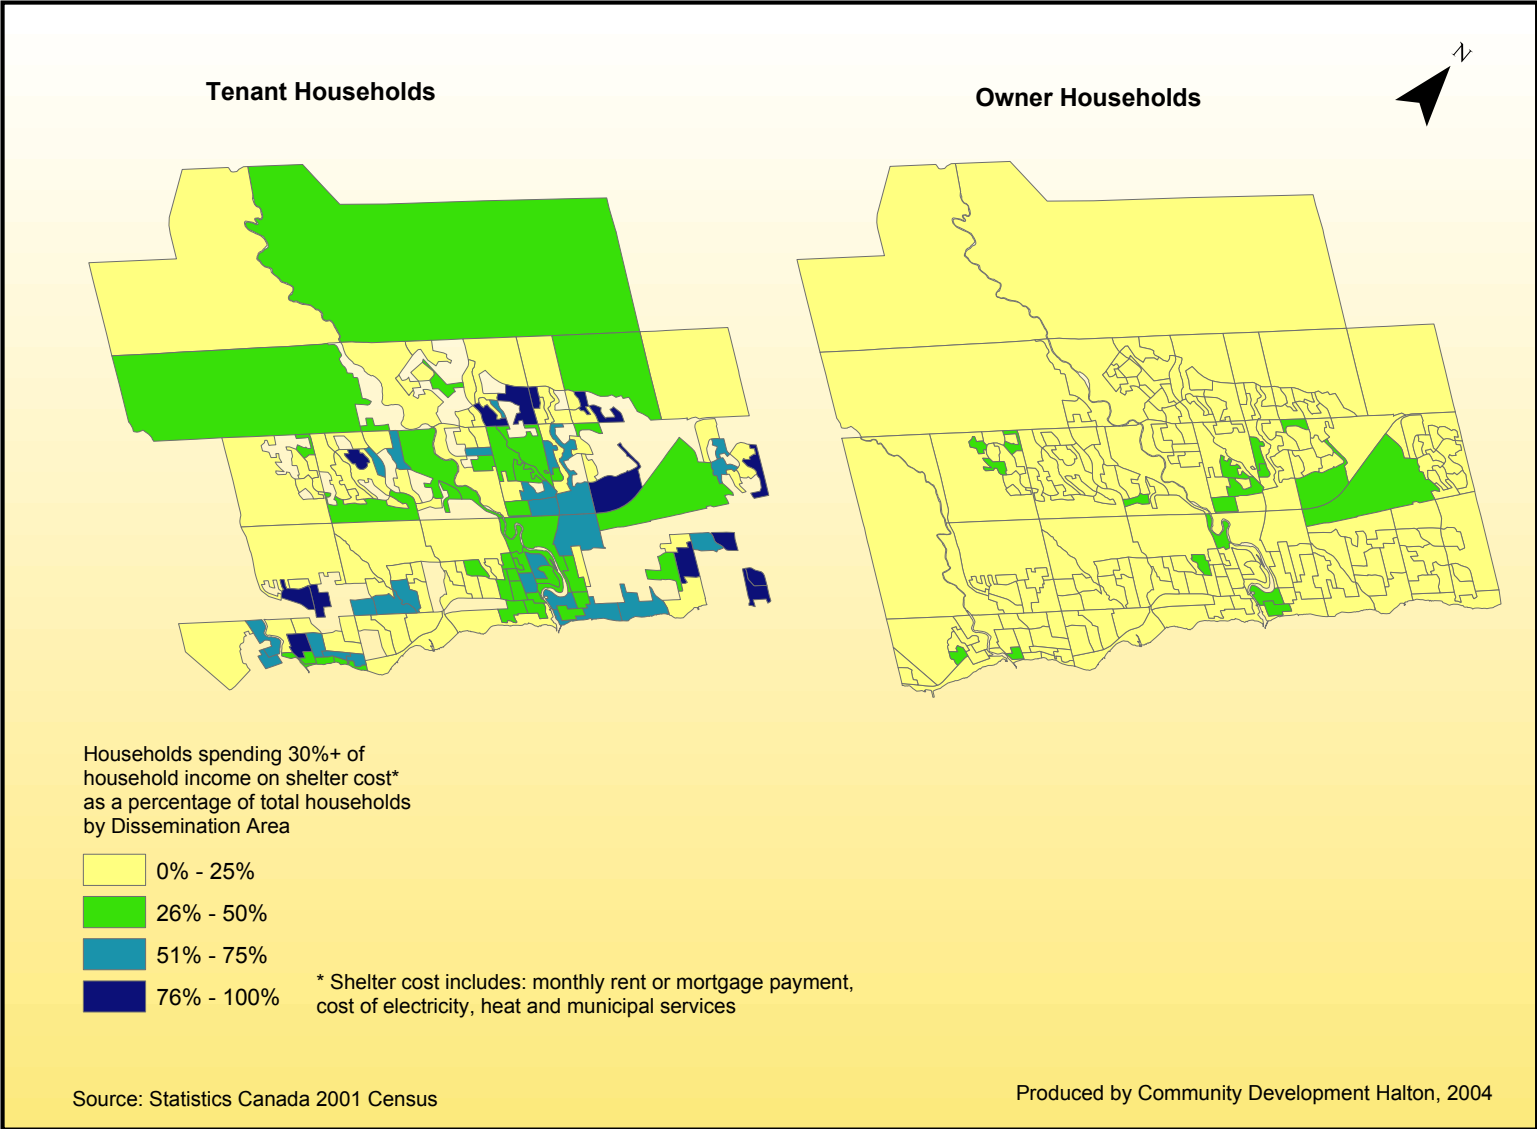 Tenant Households
Owner Households
N
Households spending 30%+ of
household income on shelter cost*
as a percentage of total households
by Dissemination Area
0% - 25%
26% - 50%
51% - 75%
76% - 100%
* Shelter cost includes: monthly rent or mortgage payment,
cost of electricity, heat and municipal services
Source: Statistics Canada 2001 Census
Produced by Community Development Halton, 2004